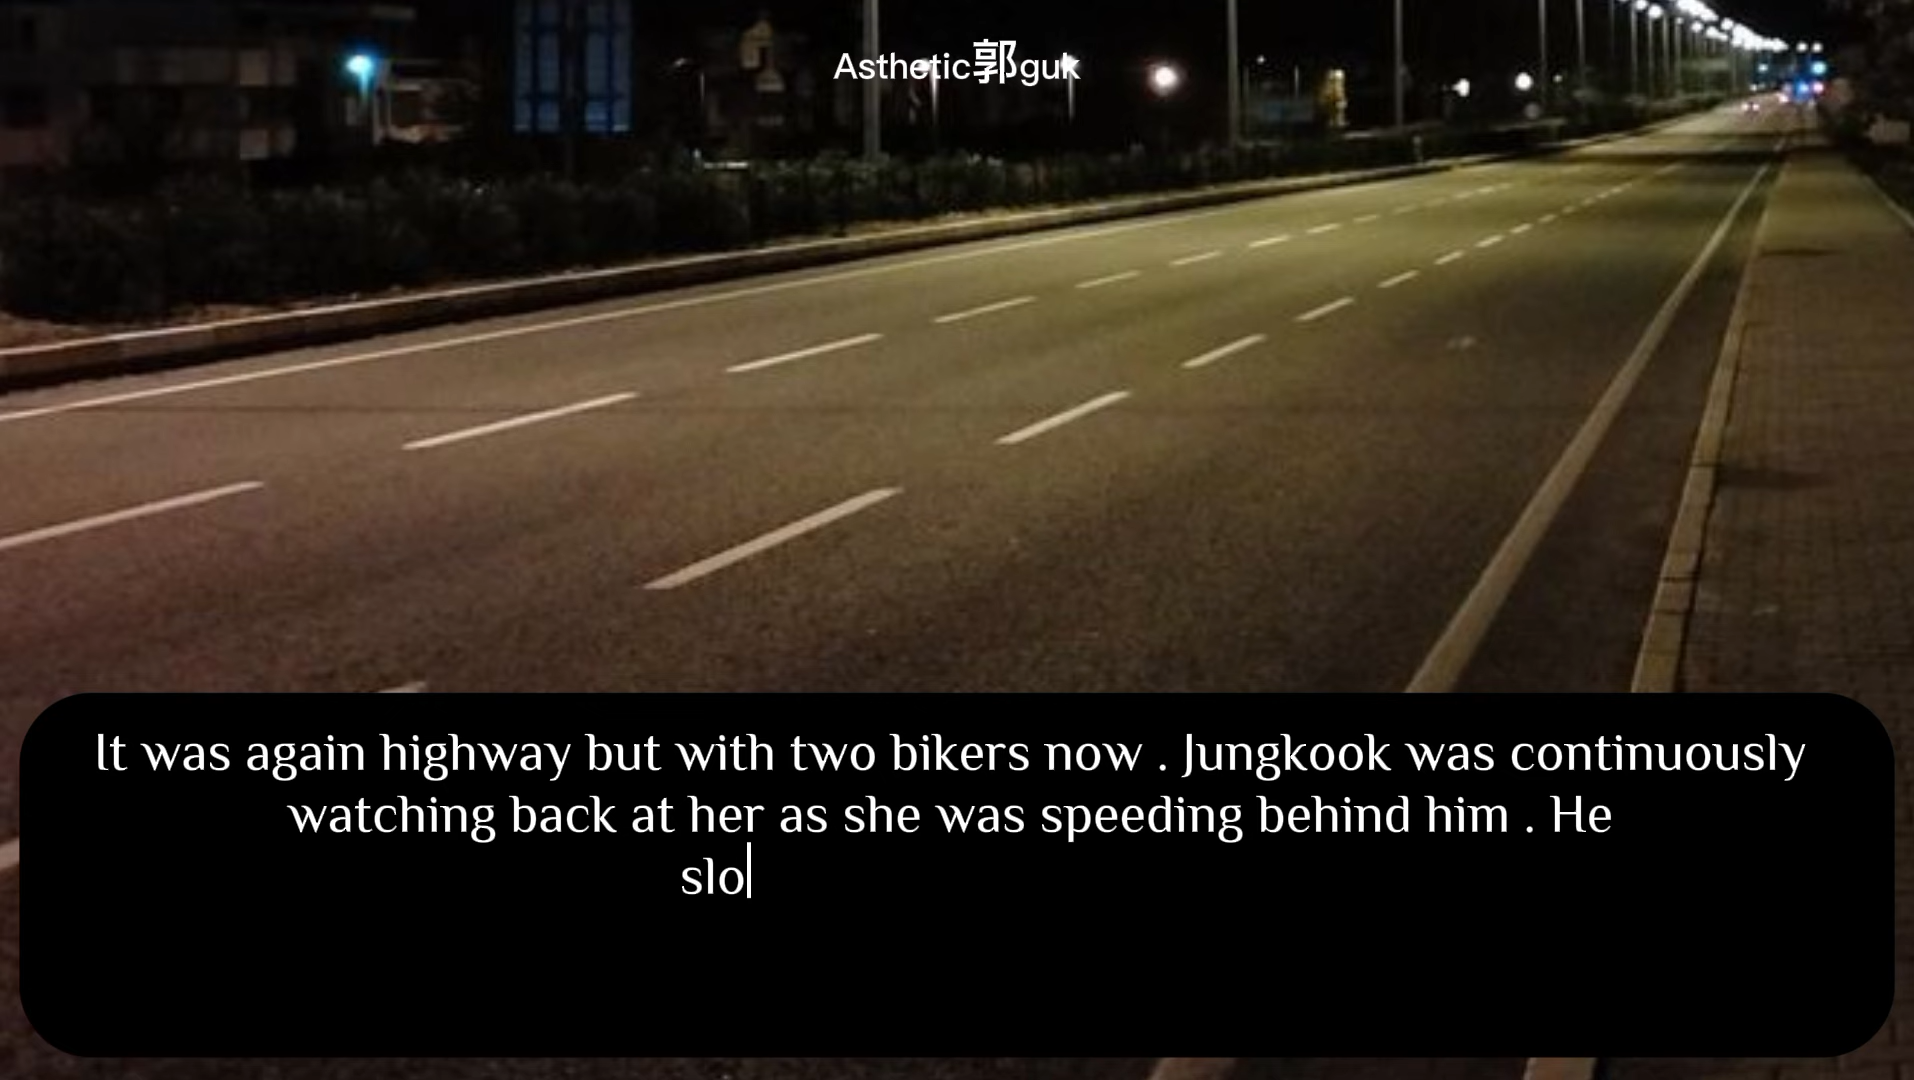 Asthetic郭guk
It was again highway but with two bikers now . Jungkook was continuously
watching back at her as she was speeding behind him . He
slo